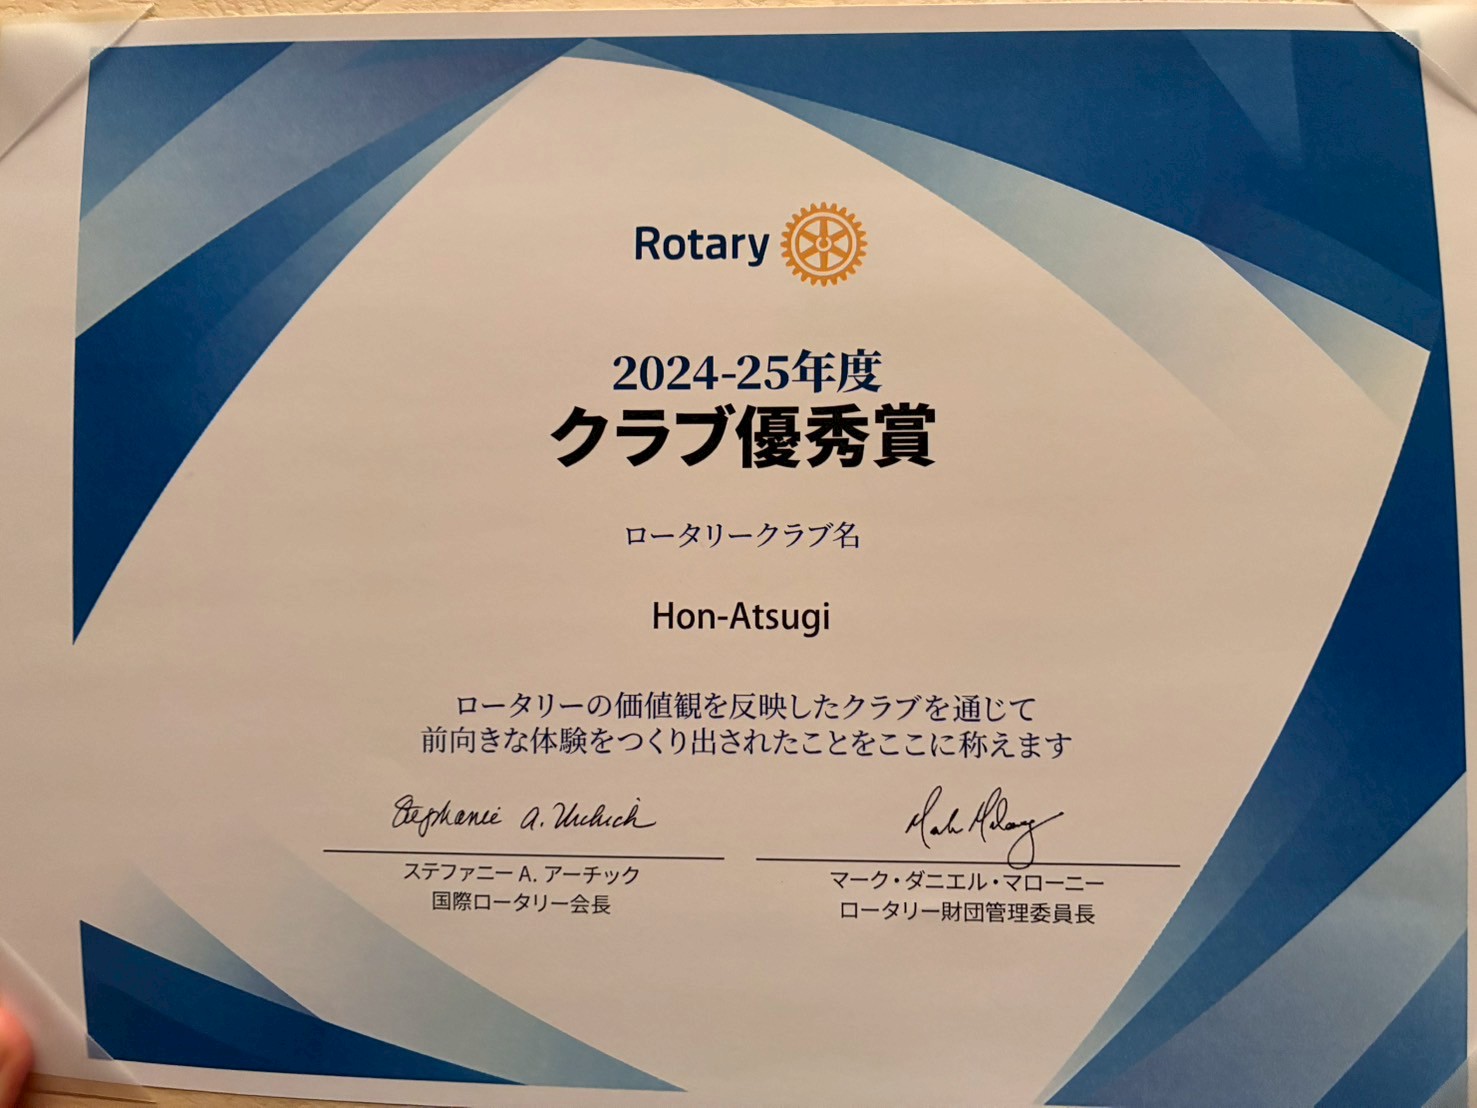 Rotary
2024-25年度
クラブ優秀賞
ロータリークラブ名
Hon-Atsugi
ロータリーの価値観を反映したクラブを通じて
前向きな体験をつくり出されたことをここに称えます
Stephanie A. Urchick
ステファニー A. アーチック
国際ロータリー会長
マーク・ダニエル・マローニー
ロータリー財団管理委員長